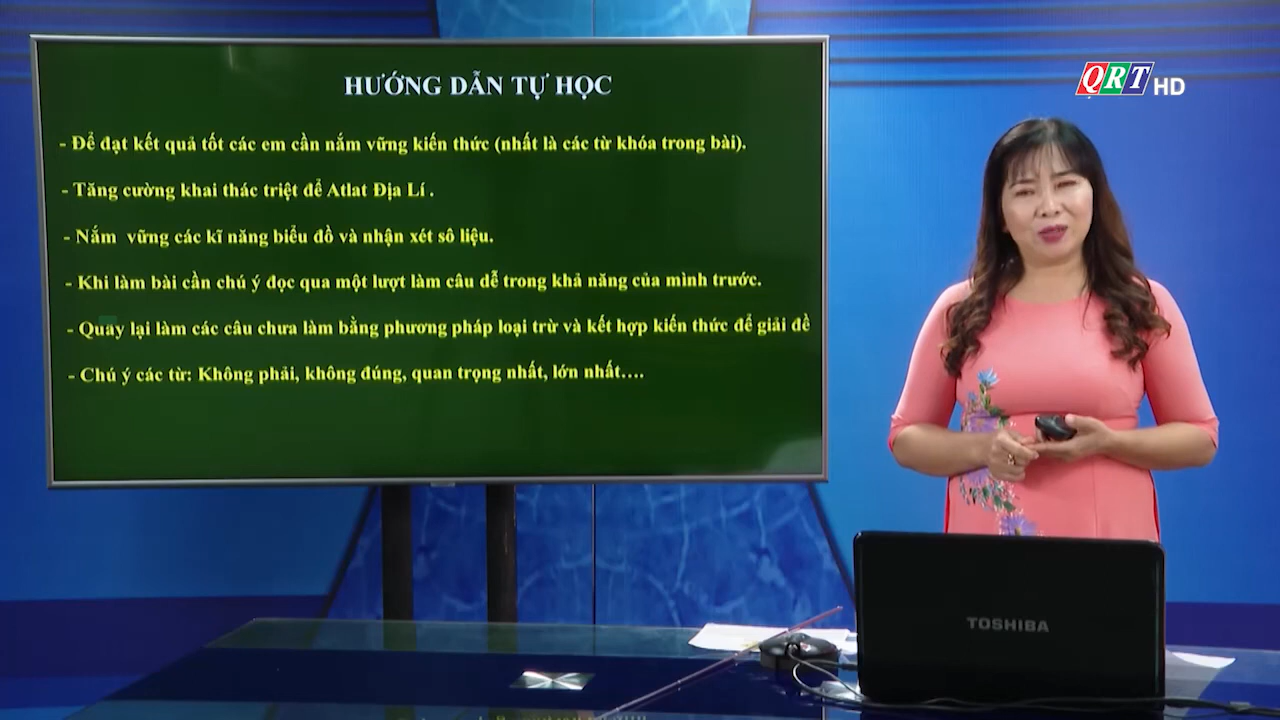 QRT HD
HƯỚNG DẪN TỰ HỌC
- Để đạt kết quả tốt các em cần nắm vững kiến thức (nhất là các từ khóa trong bài).
- Tăng cường khai thác triệt để Atlat Địa Lí .
- Nắm vững các kĩ năng biểu đồ và nhận xét sô liệu.
- Khi làm bài cần chú ý đọc qua một lượt làm câu dễ trong khả năng của mình trước.
- Quay lại làm các câu chưa làm bằng phương pháp loại trừ và kết hợp kiến thức để giải đề
- Chú ý các từ: Không phải, không đúng, quan trọng nhất, lớn nhất….
TOSHIBA